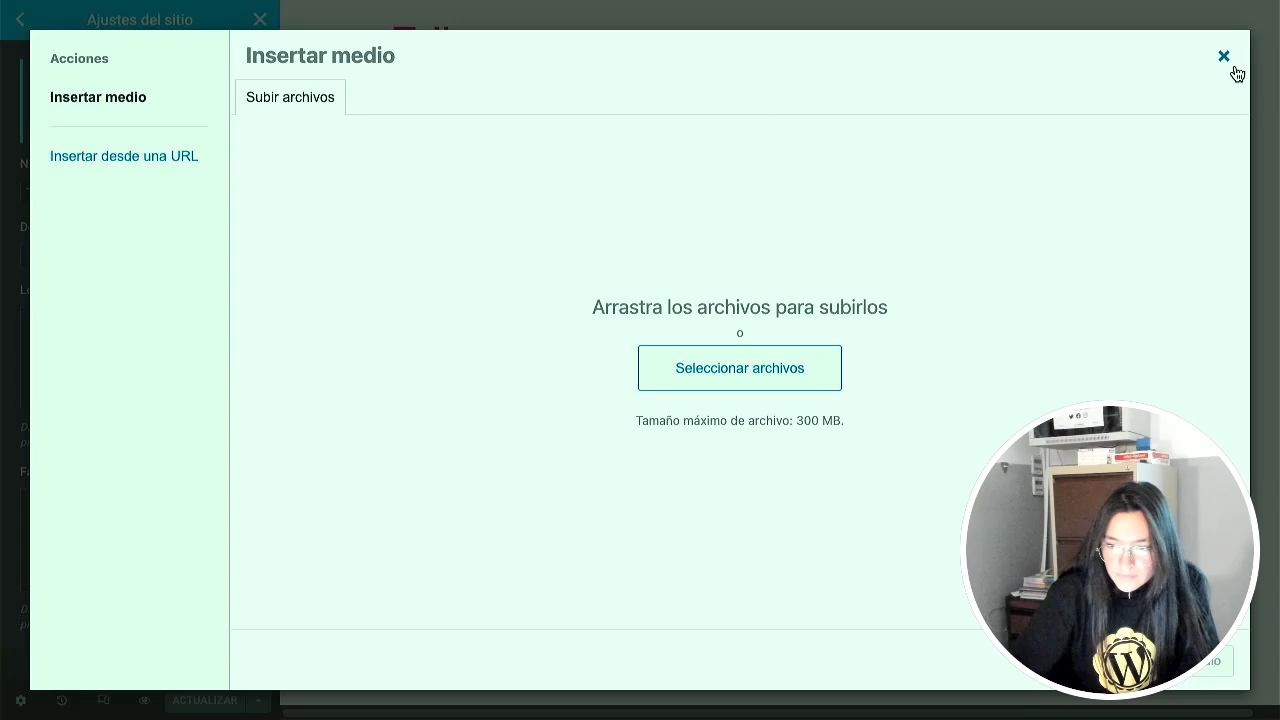 Ajustes del sitio
Acciones
Insertar medio
Insertar desde una URL
Insertar medio
Subir archivos
Arrastra los archivos para subirlos
o
Seleccionar archivos
Tamaño máximo de archivo: 300 MB.
ACTUALIZAR